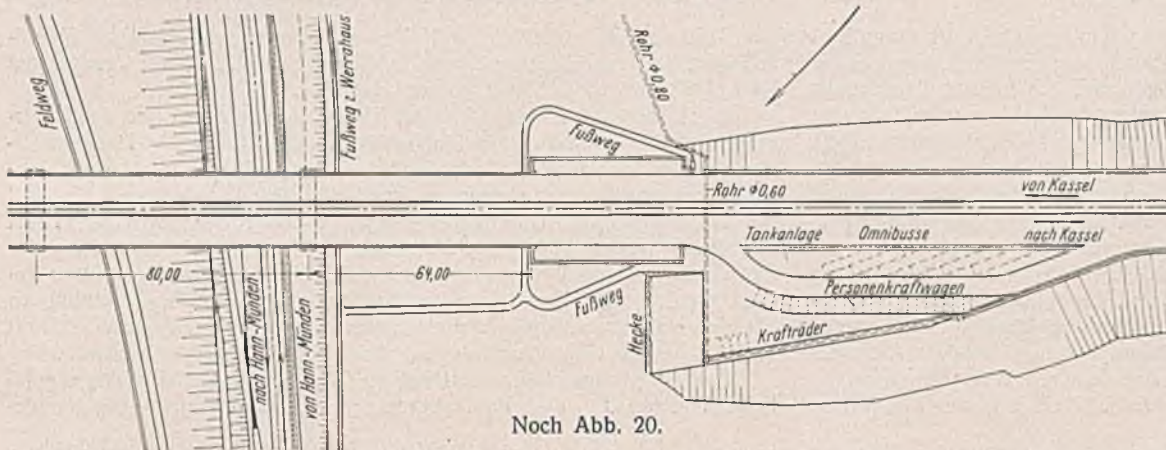 Feldweg
Fußweg z. Werrahaus
Rohr ϕ 0,80
Fußweg
Rohr ϕ 0,60
von Kassel
nach Kassel
Tankanlage
Omnibusse
80,00
64,00
nach Hann-Münden
von Hann-Münden
Fußweg
Personenkraftwagen
Hecke
Krafträder
Noch Abb. 20.